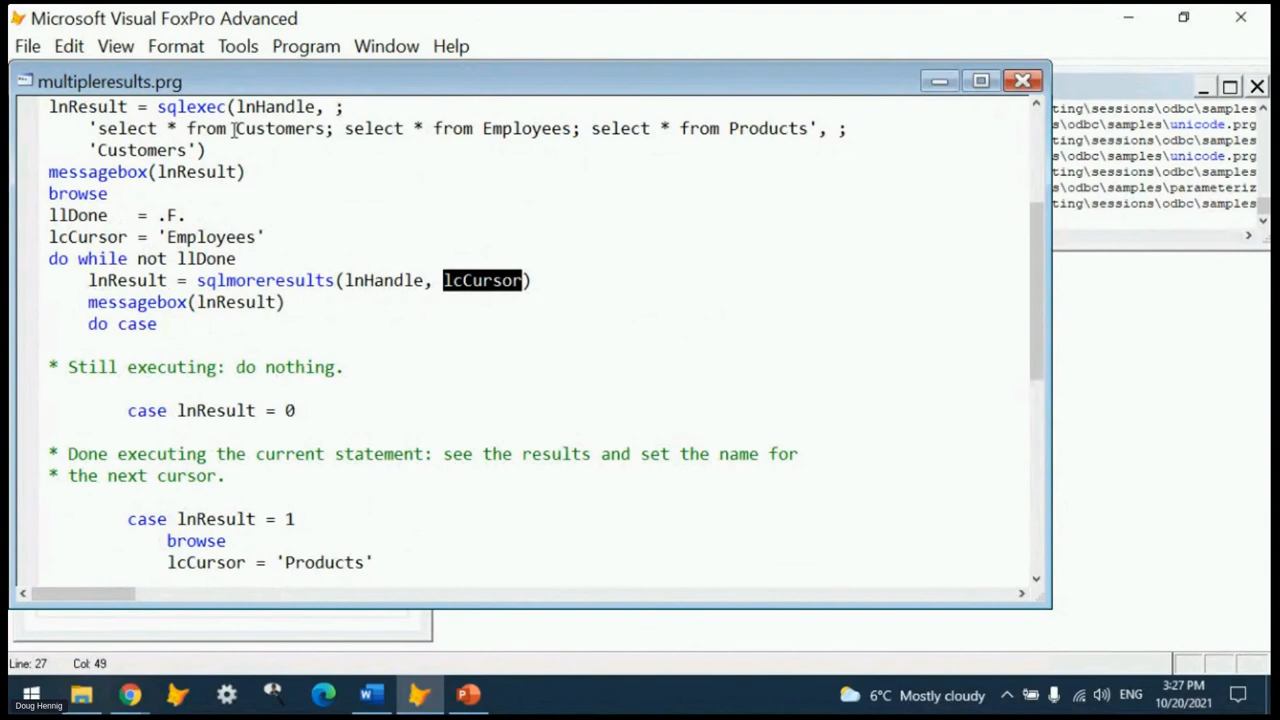 Microsoft Visual FoxPro Advanced
File Edit View Format Tools Program Window Help
multipleresults.prg
lnResult = sqlexec(lnHandle, ;
'select * from Customers; select * from Employees; select * from Products', ;
'Customers')
messagebox(lnResult)
browse
llDone = .F.
lcCursor = 'Employees'
do while not llDone
lnResult = sqlmoreresults(lnHandle, lcCursor)
messagebox(lnResult)
do case
* Still executing: do nothing.
case lnResult = 0
* Done executing the current statement: see the results and set the name for
* the next cursor.
case lnResult = 1
browse
lcCursor = 'Products'
ting\sessions\odbc\samples
s\odbc\samples\unicode.prg
ting\sessions\odbc\samples
s\odbc\samples\unicode.prg
ting\sessions\odbc\samples
s\odbc\samples\parameteriz
ting\sessions\odbc\samples
Line: 27 Col: 49
6°C Mostly cloudy ENG 3:27 PM
10/20/2021
Doug Hennig